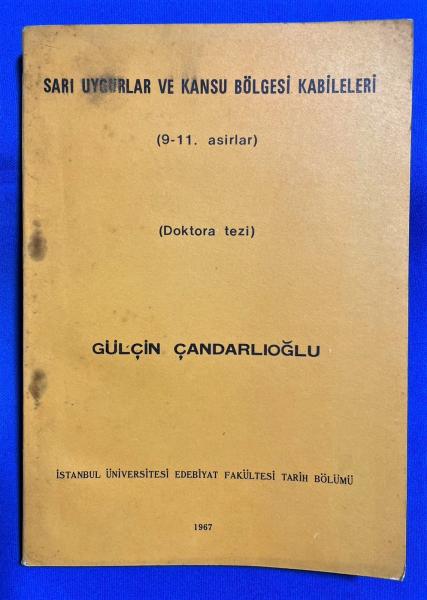 SARI UYGURLAR VE KANSU BÖLGESİ KABİLELERİ
(9-11. asirlar)
(Doktora tezi)
GÜLÇİN ÇANDARLIOĞLU
İSTANBUL ÜNİVERSİTESİ EDEBİYAT FAKÜLTESİ TARİH BÖLÜMÜ
1967